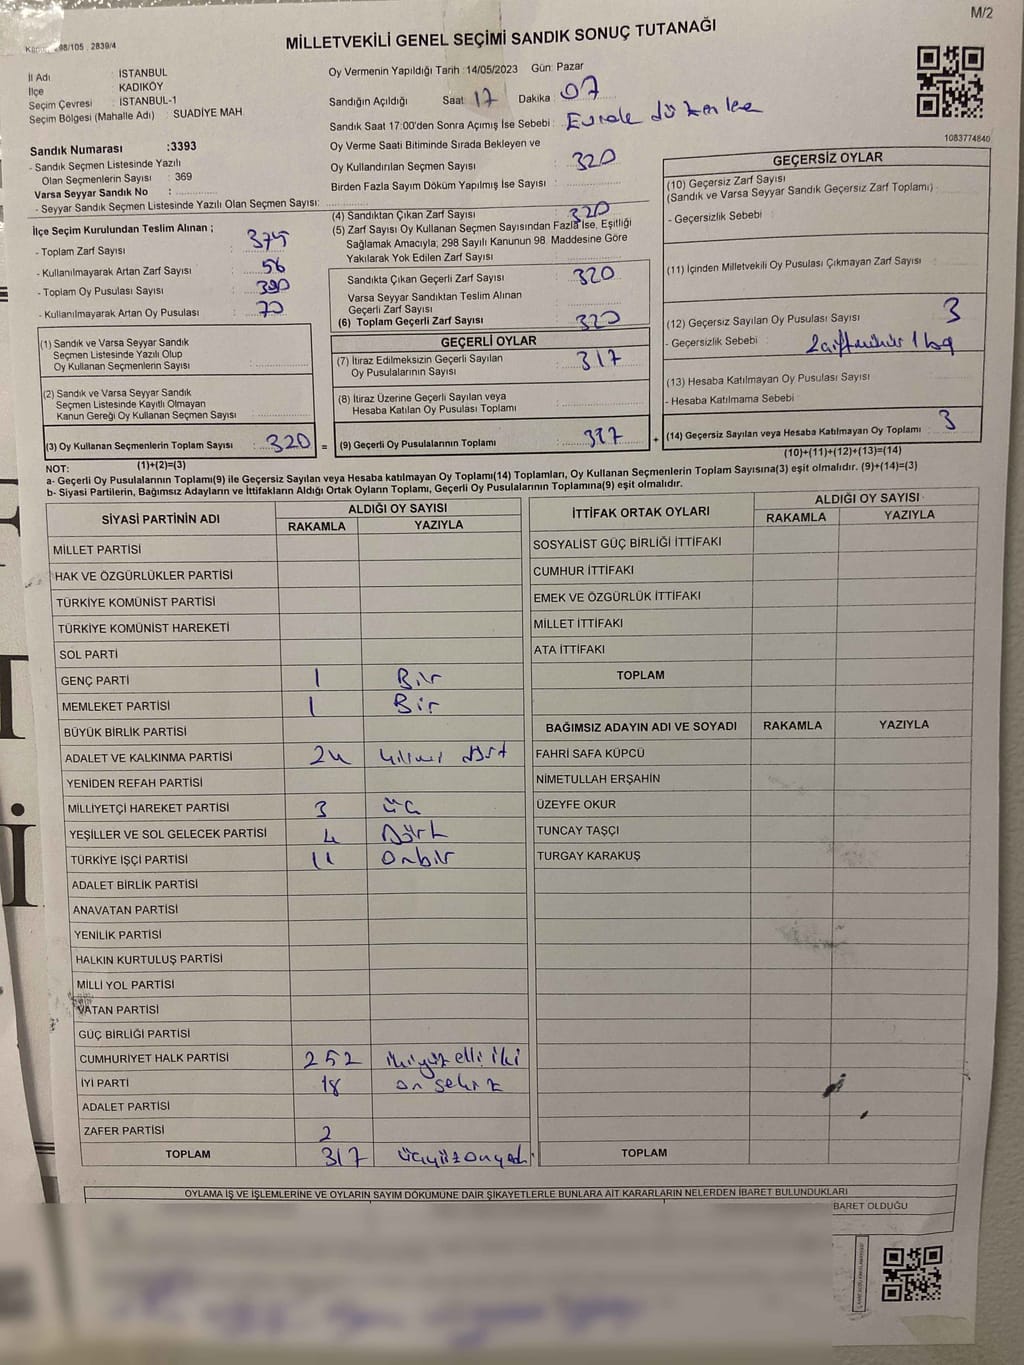 M/2
298/105 . 2839/4
MİLLETVEKİLİ GENEL SEÇİMİ SANDIK SONUÇ TUTANAĞI
İl Adı : İSTANBUL
İlçe : KADIKÖY
Seçim Çevresi : İSTANBUL-1
Seçim Bölgesi (Mahalle Adı) : SUADİYE MAH
Oy Vermenin Yapıldığı Tarih : 14/05/2023 Gün: Pazar
Sandığın Açıldığı Saat 17 Dakika : 07
Sandık Saat 17:00'den Sonra Açımış İse Sebebi :
1083774840
Sandık Numarası :3393
- Sandık Seçmen Listesinde Yazılı
Olan Seçmenlerin Sayısı : 369
Varsa Seyyar Sandık No :
- Seyyar Sandık Seçmen Listesinde Yazılı Olan Seçmen Sayısı:
Oy Verme Saati Bitiminde Sırada Bekleyen ve
Oy Kullandırılan Seçmen Sayısı : 320
Birden Fazla Sayım Döküm Yapılmış İse Sayısı :
İlçe Seçim Kurulundan Teslim Alınan ;
- Toplam Zarf Sayısı :
- Kullanılmayarak Artan Zarf Sayısı : 56
- Toplam Oy Pusulası Sayısı : 390
- Kullanılmayarak Artan Oy Pusulası : 70
(4) Sandıktan Çıkan Zarf Sayısı : 320
(5) Zarf Sayısı Oy Kullanan Seçmen Sayısından Fazla İse, Eşitliği
Sağlamak Amacıyla; 298 Sayılı Kanunun 98. Maddesine Göre
Yakılarak Yok Edilen Zarf Sayısı :
Sandıkta Çıkan Geçerli Zarf Sayısı : 320
Varsa Seyyar Sandıktan Teslim Alınan
Geçerli Zarf Sayısı :
(6) Toplam Geçerli Zarf Sayısı : 320
(1) Sandık ve Varsa Seyyar Sandık
Seçmen Listesinde Yazılı Olup
Oy Kullanan Seçmenlerin Sayısı :
(2) Sandık ve Varsa Seyyar Sandık
Seçmen Listesinde Kayıtlı Olmayan
Kanun Gereği Oy Kullanan Seçmen Sayısı :
(3) Oy Kullanan Seçmenlerin Toplam Sayısı : 320 =
(1)+(2)=(3)
GEÇERLİ OYLAR
(7) İtiraz Edilmeksizin Geçerli Sayılan
Oy Pusulalarının Sayısı : 317
(8) İtiraz Üzerine Geçerli Sayılan veya
Hesaba Katılan Oy Pusulası Toplamı :
(9) Geçerli Oy Pusulalarının Toplamı : 317 +
GEÇERSİZ OYLAR
(10) Geçersiz Zarf Sayısı
(Sandık ve Varsa Seyyar Sandık Geçersiz Zarf Toplamı) :
- Geçersizlik Sebebi :
(11) İçinden Milletvekili Oy Pusulası Çıkmayan Zarf Sayısı :
(12) Geçersiz Sayılan Oy Pusulası Sayısı : 3
- Geçersizlik Sebebi :
(13) Hesaba Katılmayan Oy Pusulası Sayısı :
- Hesaba Katılmama Sebebi :
(14) Geçersiz Sayılan veya Hesaba Katılmayan Oy Toplamı : 3
(10)+(11)+(12)+(13)=(14)
NOT:
a- Geçerli Oy Pusulalarının Toplamı(9) ile Geçersiz Sayılan veya Hesaba katılmayan Oy Toplamı(14) Toplamları, Oy Kullanan Seçmenlerin Toplam Sayısına(3) eşit olmalıdır. (9)+(14)=(3)
b- Siyasi Partilerin, Bağımsız Adayların ve İttifakların Aldığı Ortak Oyların Toplamı, Geçerli Oy Pusulalarının Toplamına(9) eşit olmalıdır.
SİYASİ PARTİNİN ADI ALDIĞI OY SAYISI
RAKAMLA YAZIYLA
MİLLET PARTİSİ
HAK VE ÖZGÜRLÜKLER PARTİSİ
TÜRKİYE KOMÜNİST PARTİSİ
TÜRKİYE KOMÜNİST HAREKETİ
SOL PARTİ
GENÇ PARTİ 1 Bir
MEMLEKET PARTİSİ 1 Bir
BÜYÜK BİRLİK PARTİSİ
ADALET VE KALKINMA PARTİSİ 24 yirmi dört
YENİDEN REFAH PARTİSİ
MİLLİYETÇİ HAREKET PARTİSİ 3 üç
YEŞİLLER VE SOL GELECEK PARTİSİ 4 Dört
TÜRKİYE İŞÇİ PARTİSİ 11 Onbir
ADALET BİRLİK PARTİSİ
ANAVATAN PARTİSİ
YENİLİK PARTİSİ
HALKIN KURTULUŞ PARTİSİ
MİLLİ YOL PARTİSİ
VATAN PARTİSİ
GÜÇ BİRLİĞİ PARTİSİ
CUMHURİYET HALK PARTİSİ 252 ikiyüz elli iki
İYİ PARTİ 18 on sekiz
ADALET PARTİSİ
ZAFER PARTİSİ 2
TOPLAM 317 üçyüzonyedi
İTTİFAK ORTAK OYLARI ALDIĞI OY SAYISI
RAKAMLA YAZIYLA
SOSYALİST GÜÇ BİRLİĞİ İTTİFAKI
CUMHUR İTTİFAKI
EMEK VE ÖZGÜRLÜK İTTİFAKI
MİLLET İTTİFAKI
ATA İTTİFAKI
TOPLAM
BAĞIMSIZ ADAYIN ADI VE SOYADI RAKAMLA YAZIYLA
FAHRİ SAFA KÜPCÜ
NİMETULLAH ERŞAHİN
ÜZEYFE OKUR
TUNCAY TAŞÇI
TURGAY KARAKUŞ
TOPLAM
OYLAMA İŞ VE İŞLEMLERİNE VE OYLARIN SAYIM DÖKÜMÜNE DAİR ŞİKAYETLERLE BUNLARA AİT KARARLARIN NELERDEN İBARET BULUNDUKLARI
BARET OLDUĞU